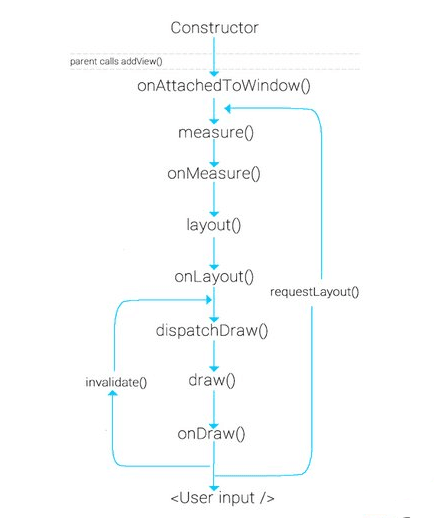 Constructor
parent calls addView()
onAttachedToWindow()
measure()
onMeasure()
layout()
onLayout()
requestLayout()
dispatchDraw()
invalidate()
draw()
onDraw()
<User input />